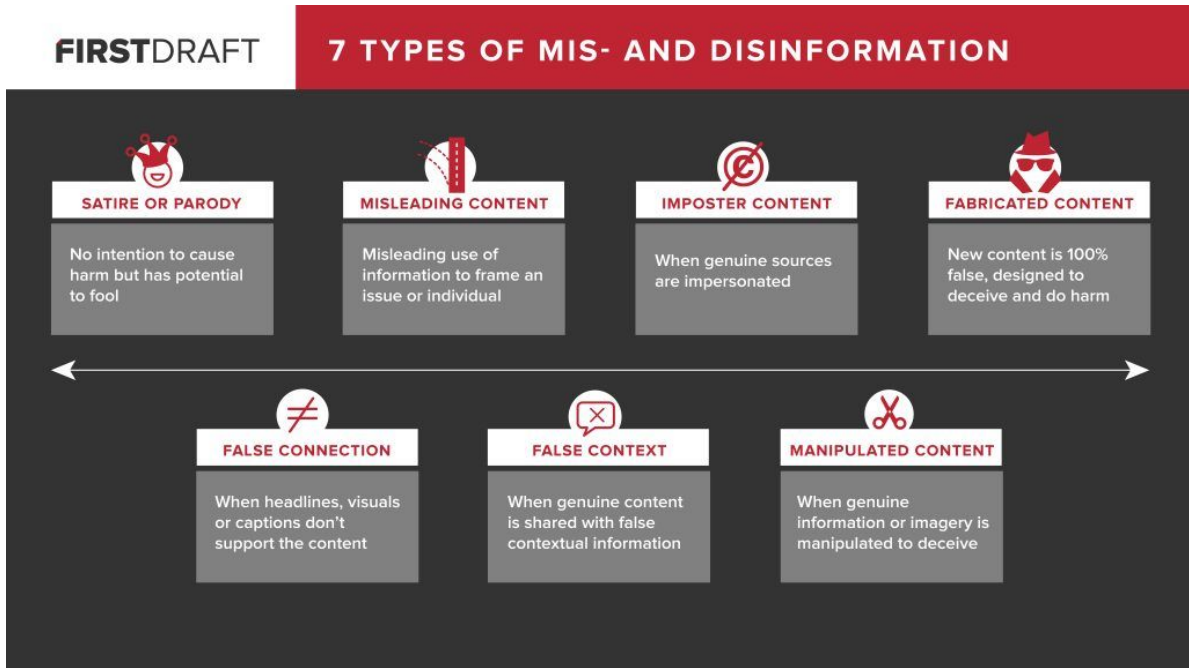 FIRSTDRAFT
7 TYPES OF MIS- AND DISINFORMATION
SATIRE OR PARODY
No intention to cause
harm but has potential
to fool
MISLEADING CONTENT
Misleading use of
information to frame an
issue or individual
IMPOSTER CONTENT
When genuine sources
are impersonated
FABRICATED CONTENT
New content is 100%
false, designed to
deceive and do harm
FALSE CONNECTION
When headlines, visuals
or captions don't
support the content
FALSE CONTEXT
When genuine content
is shared with false
contextual information
MANIPULATED CONTENT
When genuine
information or imagery is
manipulated to deceive